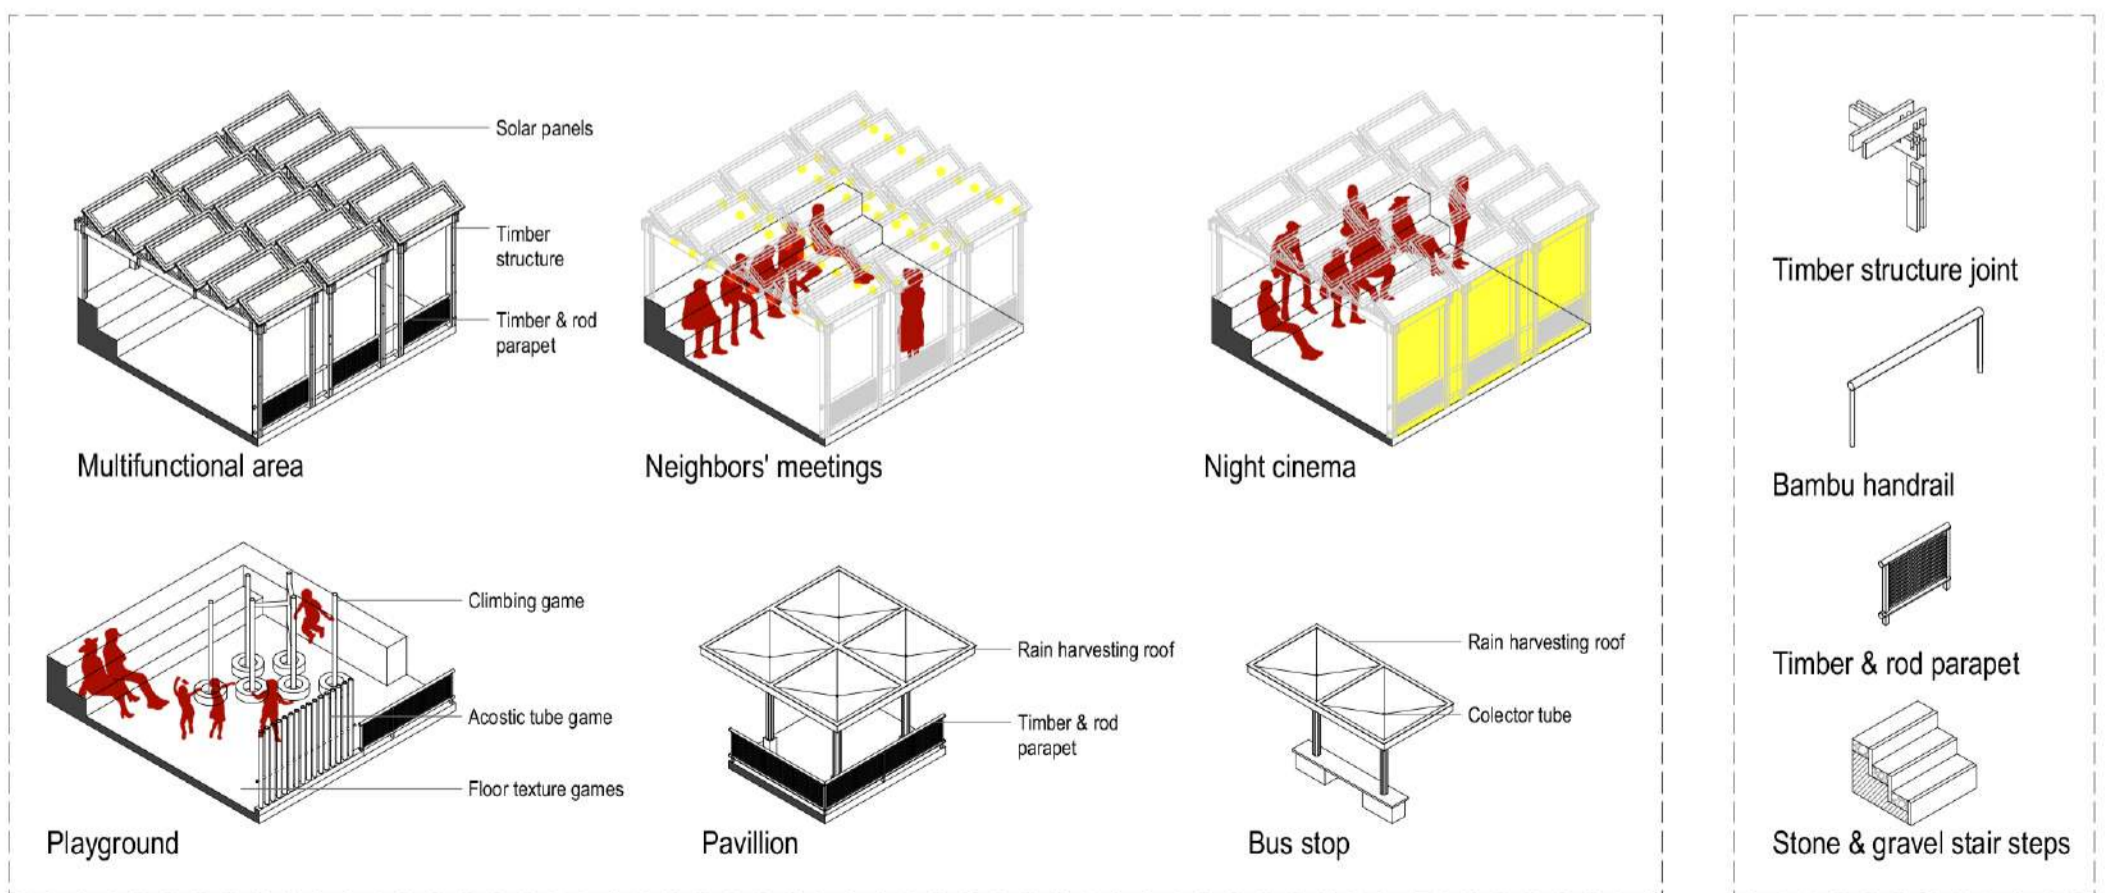 Solar panels
Timber
structure
Timber & rod
parapet
Multifunctional area
Neighbors' meetings
Night cinema
Climbing game
Acostic tube game
Floor texture games
Playground
Rain harvesting roof
Timber & rod
parapet
Pavillion
Rain harvesting roof
Colector tube
Bus stop
Timber structure joint
Bambu handrail
Timber & rod parapet
Stone & gravel stair steps